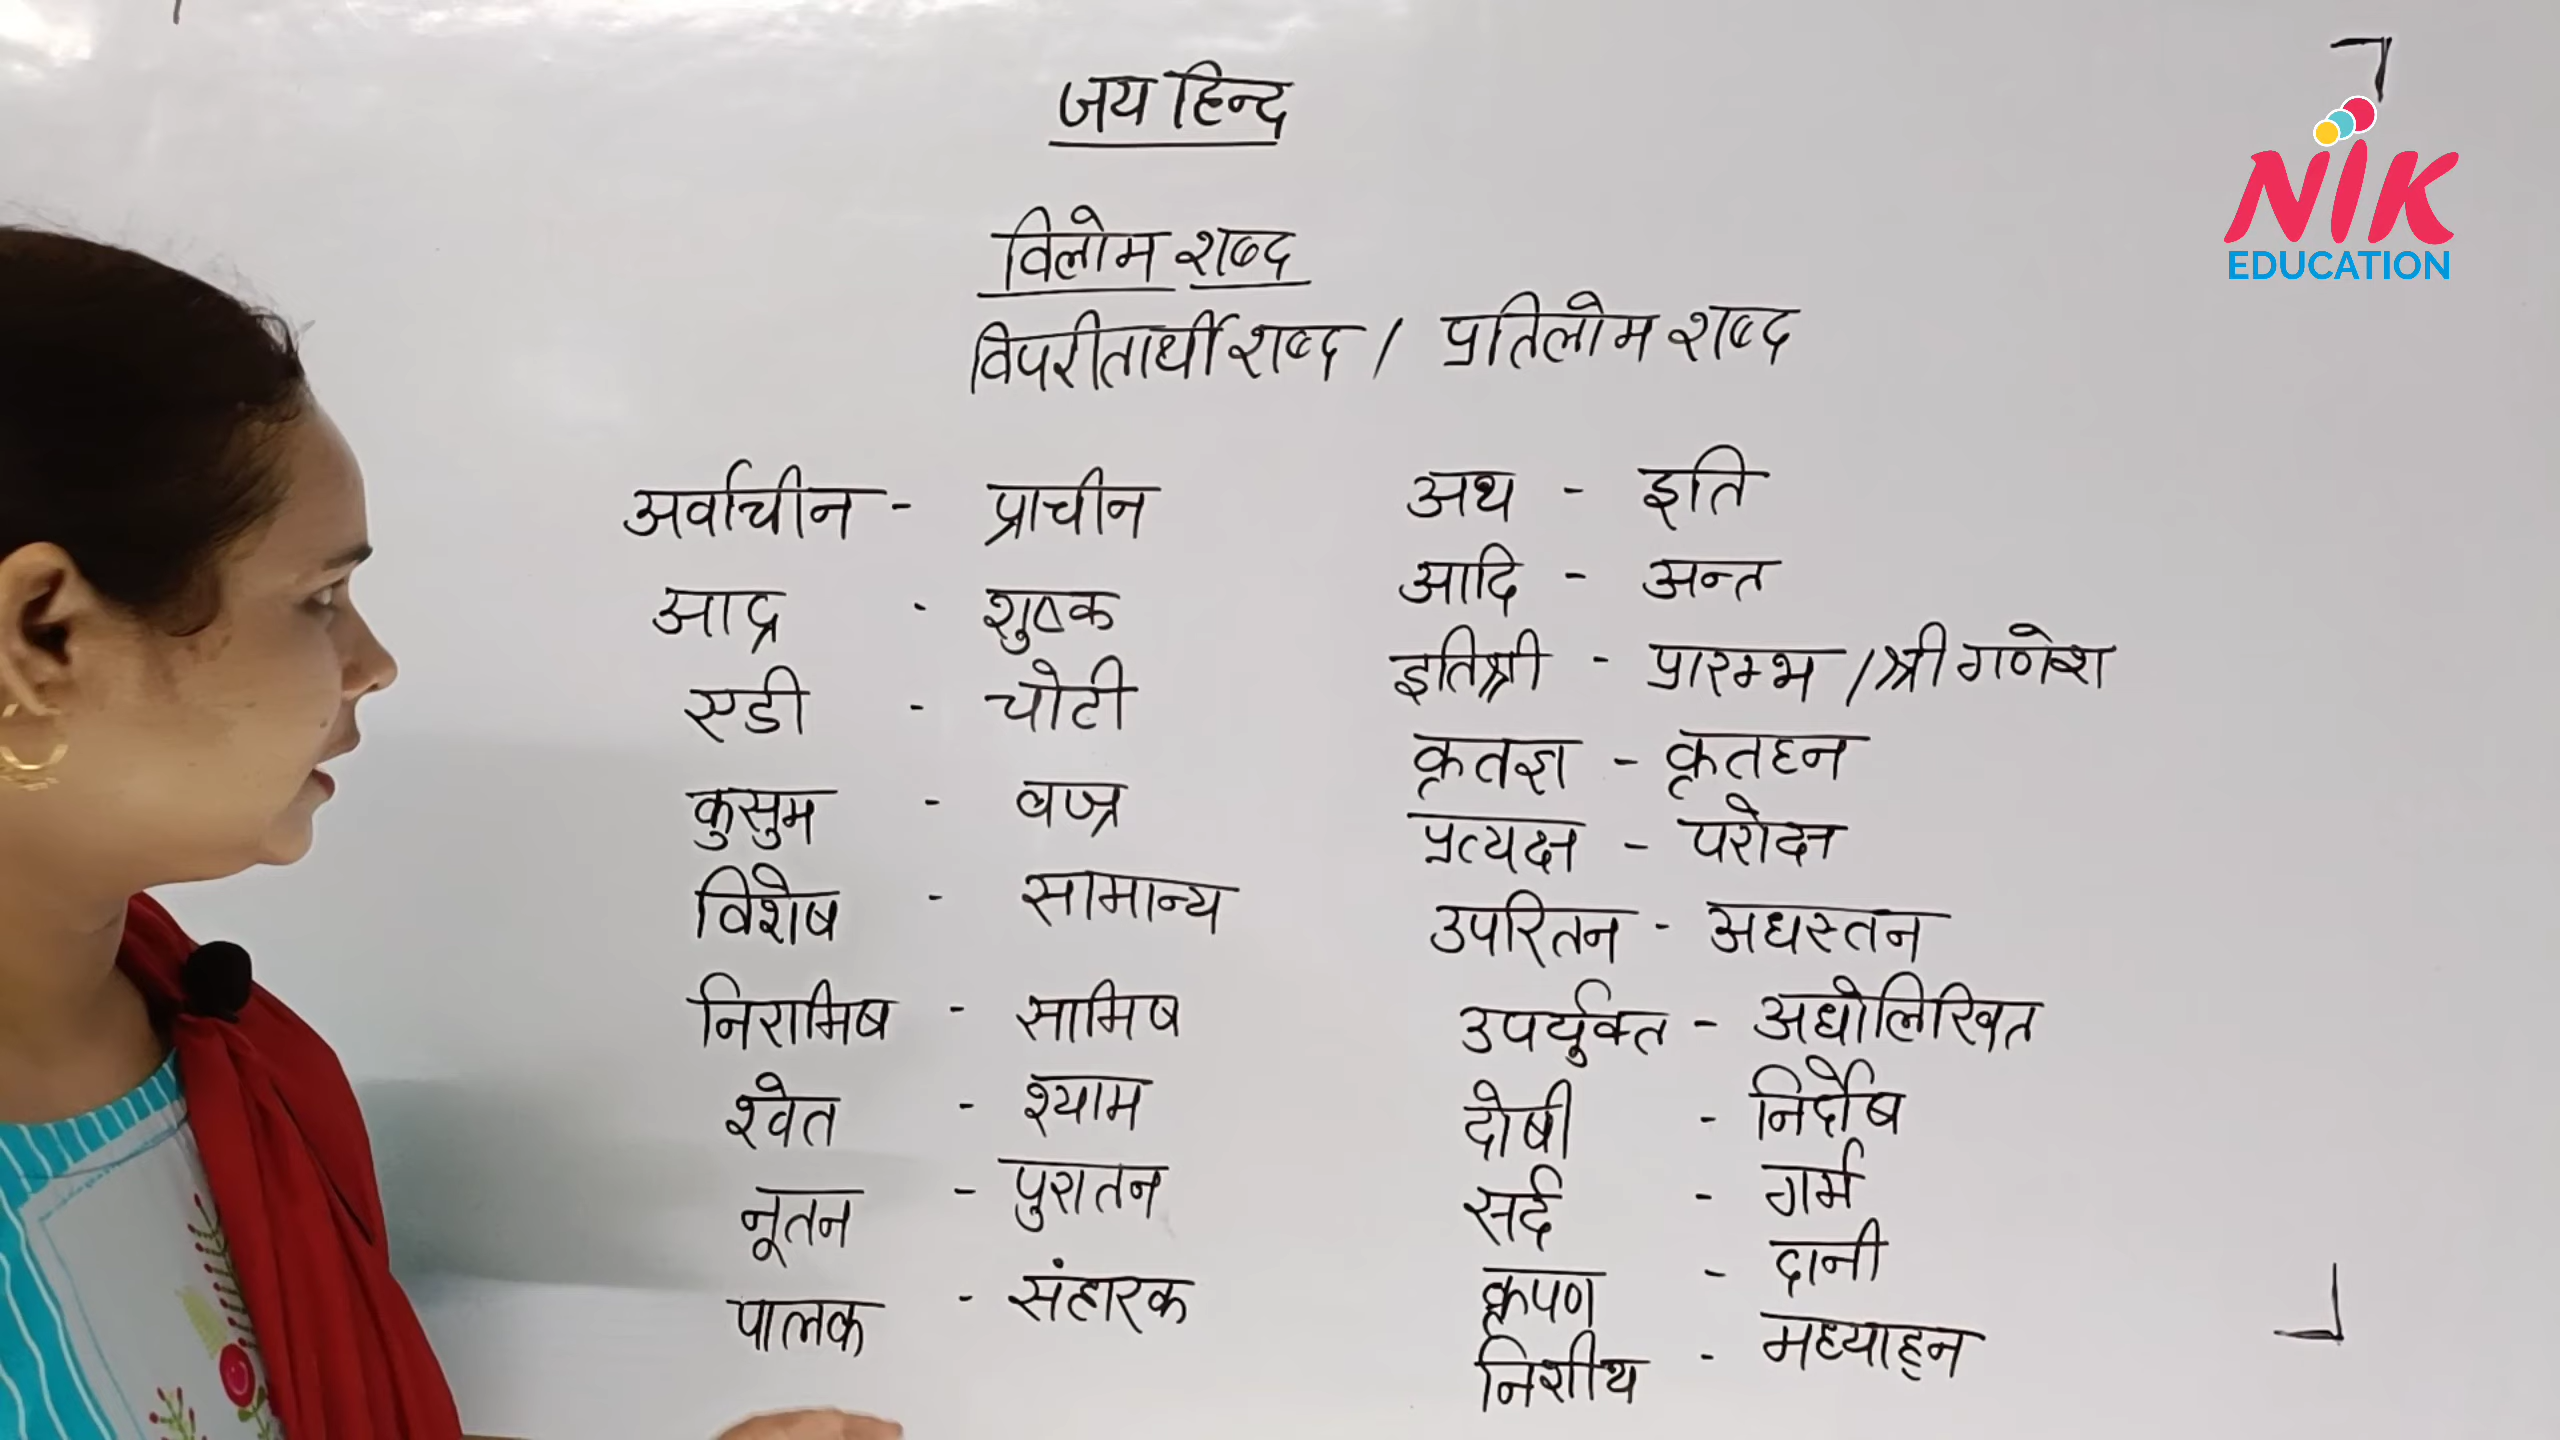 जय हिन्द
NIK
EDUCATION
विलोम शब्द
विपरीतार्थी शब्द / प्रतिलोम शब्द
अर्वाचीन - प्राचीन
आद्र - शुष्क
एडी - चोटी
कुसुम - वज्र
विशेष - सामान्य
निरामिष - सामिष
श्वेत - श्याम
नूतन - पुरातन
पालक - संहारक
अथ - इति
आदि - अन्त
इतिश्री - प्रारम्भ / श्री गणेश
कृतज्ञ - कृतघ्न
प्रत्यक्ष - परोक्ष
उपरितन - अधस्तन
उपर्युक्त - अधोलिखित
दोषी - निर्दोष
सर्द - गर्म
कृपण - दानी
निशीथ - मध्याह्न